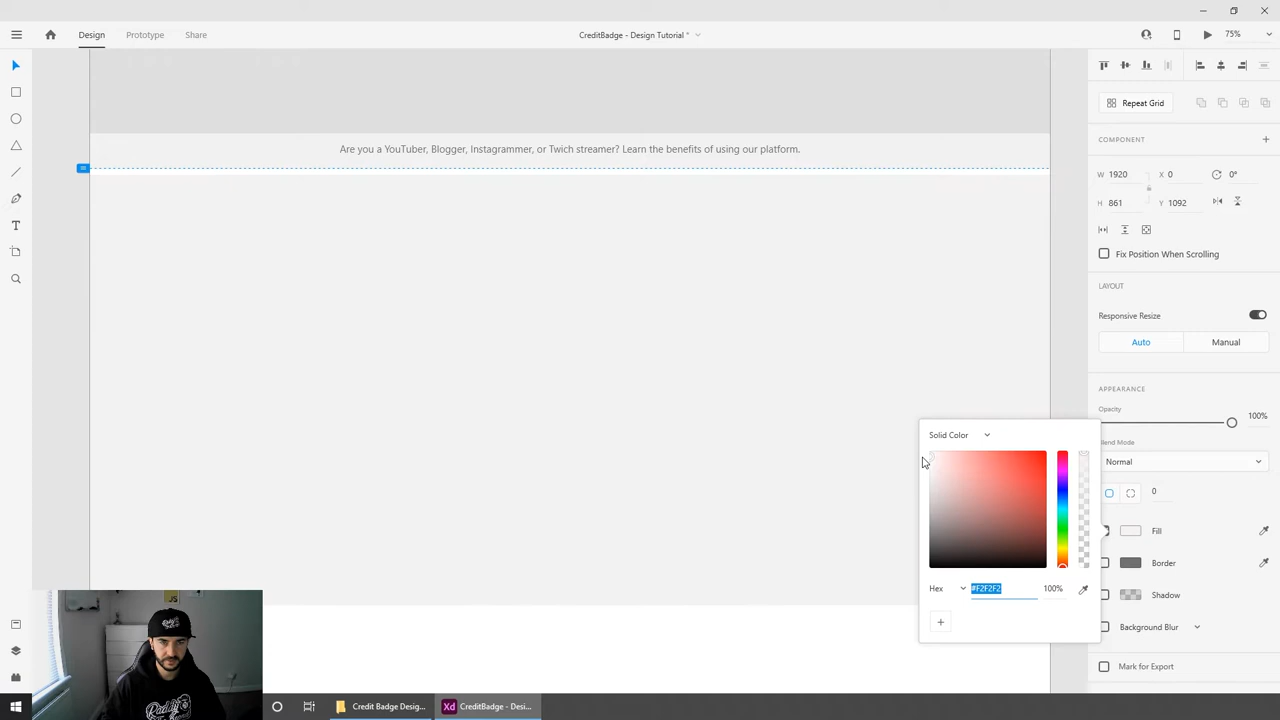 Design
Prototype
Share
CreditBadge - Design Tutorial *
75%
Repeat Grid
COMPONENT
W 1920 X 0 0°
H 861 Y 1092
Fix Position When Scrolling
LAYOUT
Responsive Resize
Auto
Manual
APPEARANCE
Opacity
100%
Blend Mode
Normal
0
Fill
Border
Shadow
Background Blur
Mark for Export
Are you a YouTuber, Blogger, Instagrammer, or Twich streamer? Learn the benefits of using our platform.
Solid Color
Hex #F2F2F2 100%
+
JS
Credit Badge Desig...
Xd CreditBadge - Desi...